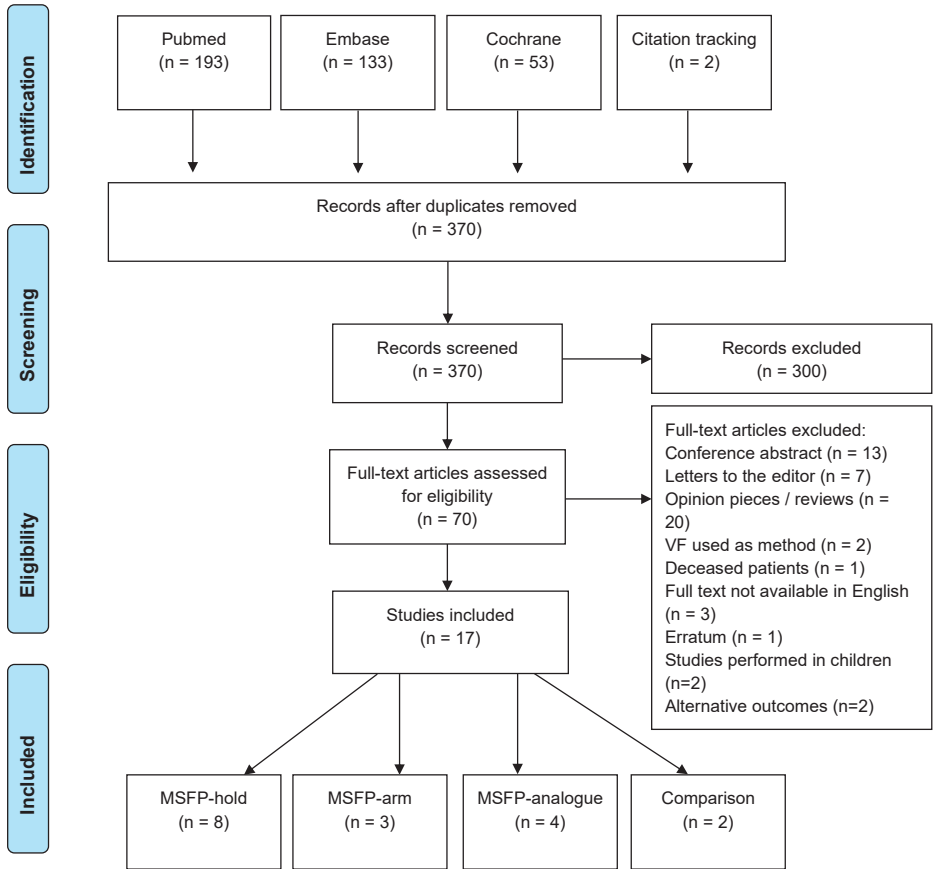 Identification
Pubmed
(n = 193)
Embase
(n = 133)
Cochrane
(n = 53)
Citation tracking
(n = 2)
Records after duplicates removed
(n = 370)
Screening
Records screened
(n = 370)
Records excluded
(n = 300)
Eligibility
Full-text articles assessed
for eligibility
(n = 70)
Full-text articles excluded:
Conference abstract (n = 13)
Letters to the editor (n = 7)
Opinion pieces / reviews (n =
20)
VF used as method (n = 2)
Deceased patients (n = 1)
Full text not available in English
(n = 3)
Erratum (n = 1)
Studies performed in children
(n=2)
Alternative outcomes (n=2)
Studies included
(n = 17)
Included
MSFP-hold
(n = 8)
MSFP-arm
(n = 3)
MSFP-analogue
(n = 4)
Comparison
(n = 2)